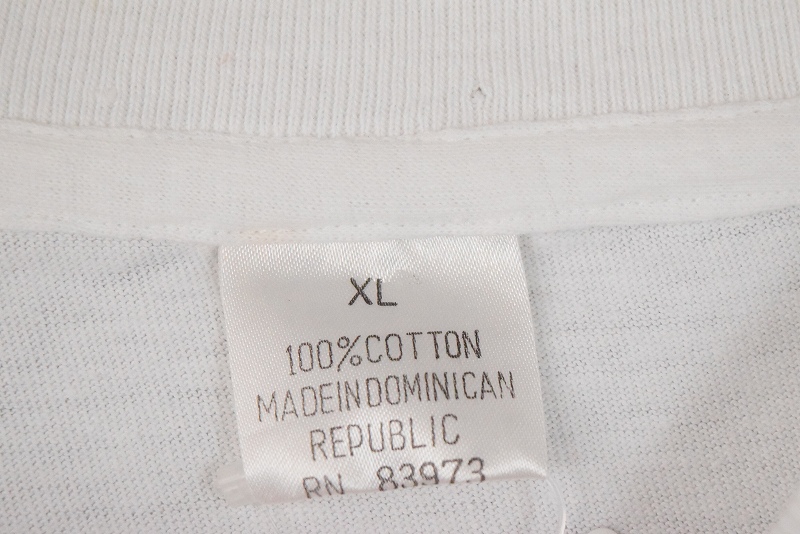 XL
100%COTTON
MADEINDOMINICAN
REPUBLIC
RN 83973